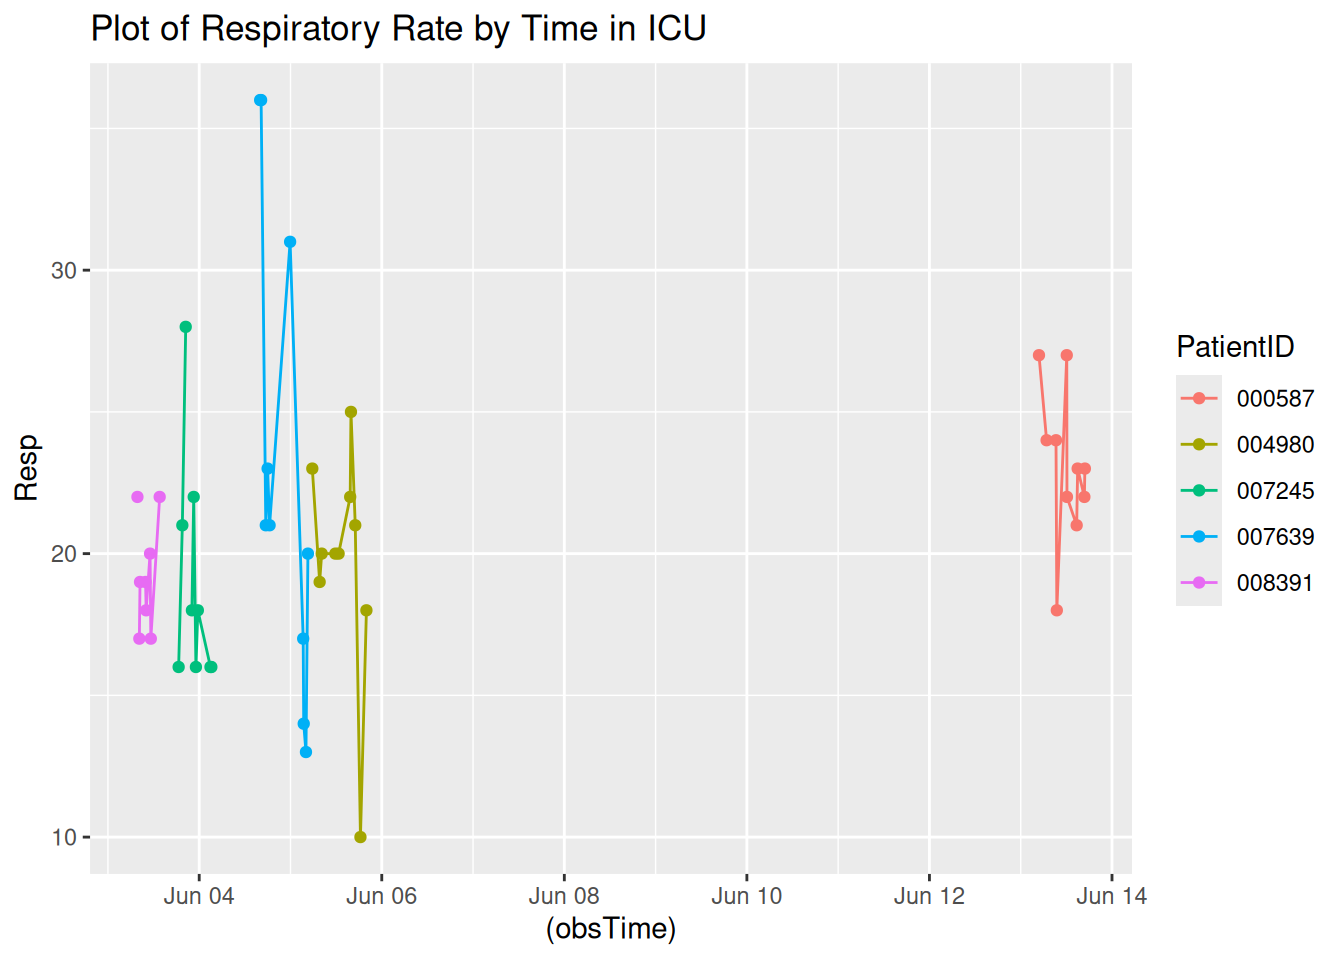 Plot of Respiratory Rate by Time in ICU
Resp
30
20
10
Jun 04
Jun 06
Jun 08
Jun 10
Jun 12
Jun 14
(obsTime)
PatientID
000587
004980
007245
007639
008391